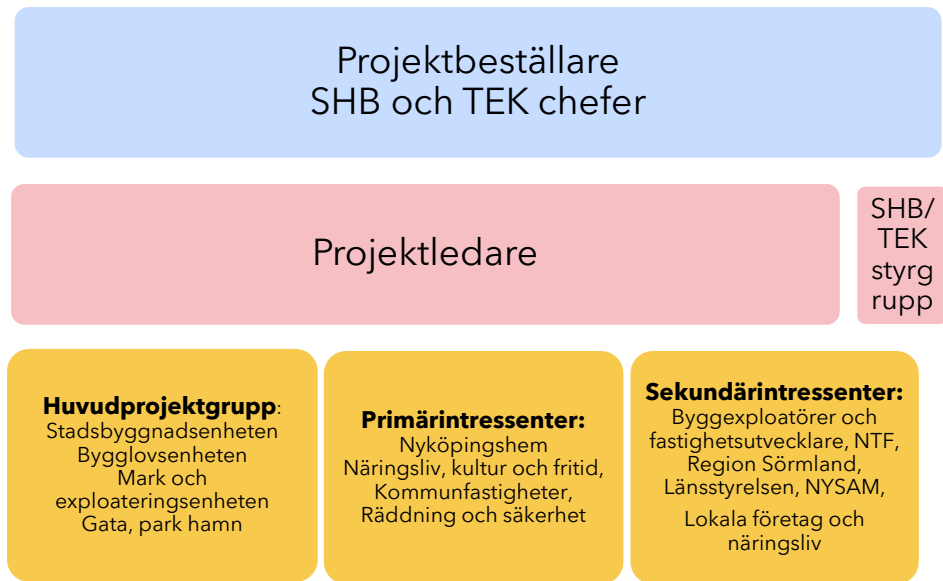 Projektbeställare
SHB och TEK chefer
Projektledare
SHB/
TEK
styrg
rupp
Huvudprojektgrupp:
Stadsbyggnadsenheten
Bygglovsenheten
Mark och
exploateringsenheten
Gata, park hamn
Primärintressenter:
Nyköpingshem
Näringsliv, kultur och fritid,
Kommunfastigheter,
Räddning och säkerhet
Sekundärintressenter:
Byggexploatörer och
fastighetsutvecklare, NTF,
Region Sörmland,
Länsstyrelsen, NYSAM,
Lokala företag och
näringsliv